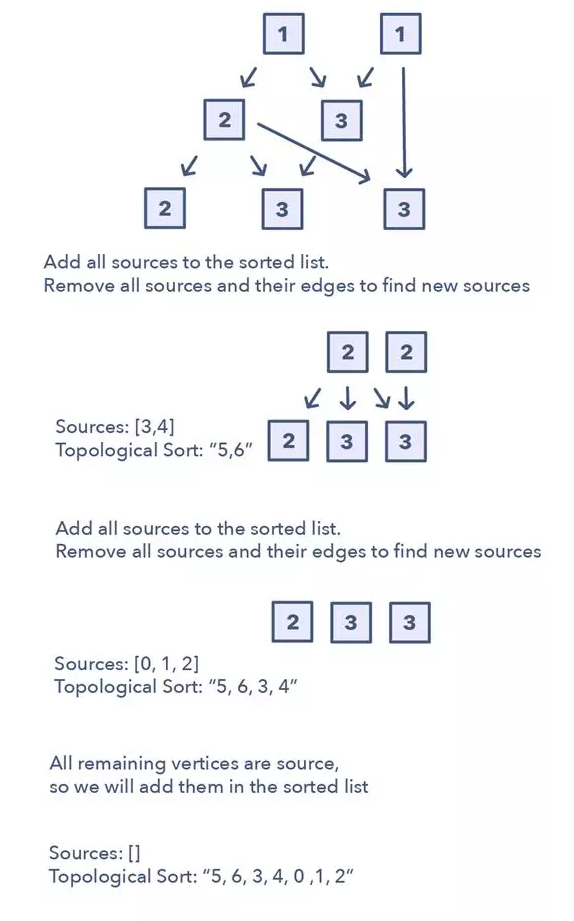 1 1
2 3
2 3 3
Add all sources to the sorted list.
Remove all sources and their edges to find new sources
2 2
2 3 3
Sources: [3,4]
Topological Sort: “5,6”
Add all sources to the sorted list.
Remove all sources and their edges to find new sources
2 3 3
Sources: [0, 1, 2]
Topological Sort: “5, 6, 3, 4”
All remaining vertices are source,
so we will add them in the sorted list
Sources: []
Topological Sort: “5, 6, 3, 4, 0 ,1, 2”